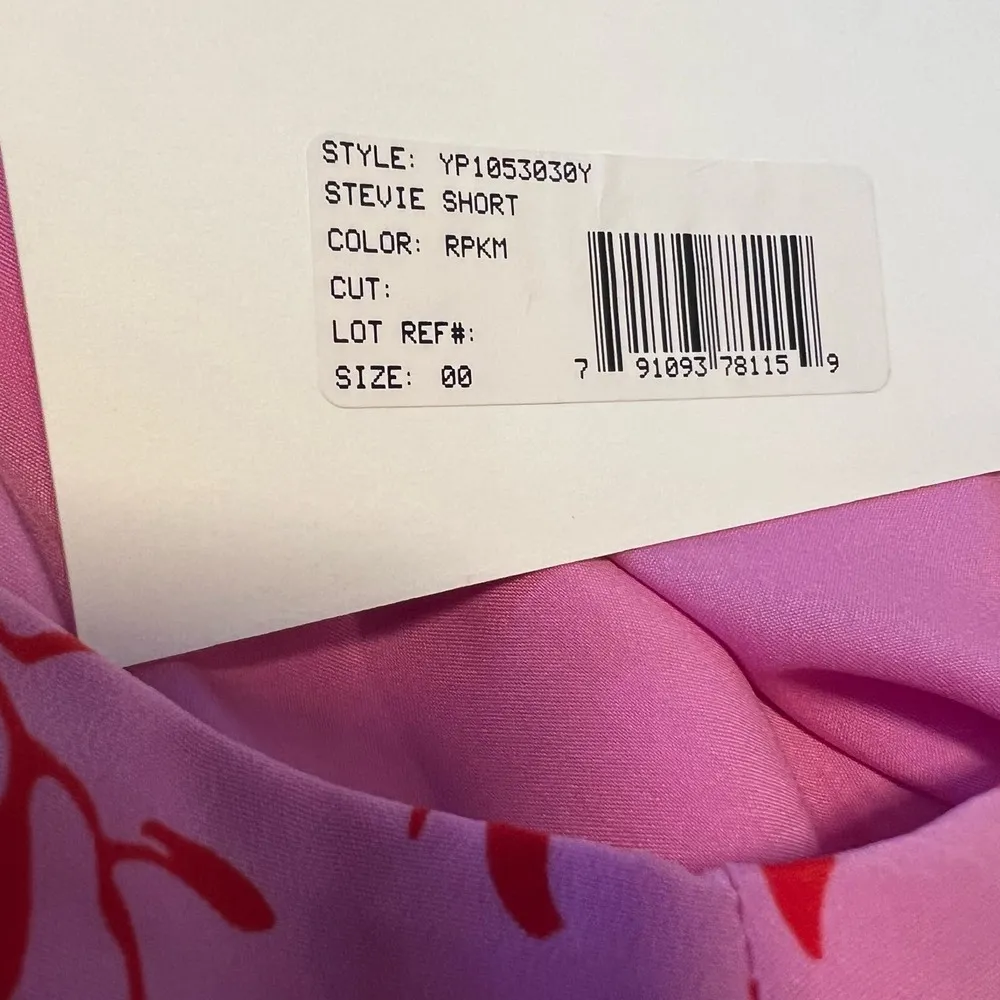 STYLE: YP1053030Y
STEVIE SHORT
COLOR: RPKM
CUT:
LOT REF#:
SIZE: 00
7 91093 78115 9